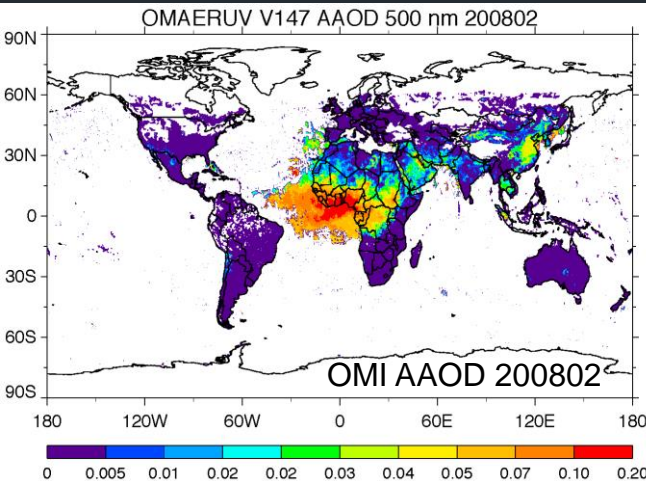 OMAERUV V147 AAOD 500 nm 200802
90N
60N
30N
0
30S
60S
90S
OMI AAOD 200802
180 120W 60W 0 60E 120E 180
0 0.005 0.01 0.02 0.02 0.03 0.04 0.05 0.07 0.10 0.20